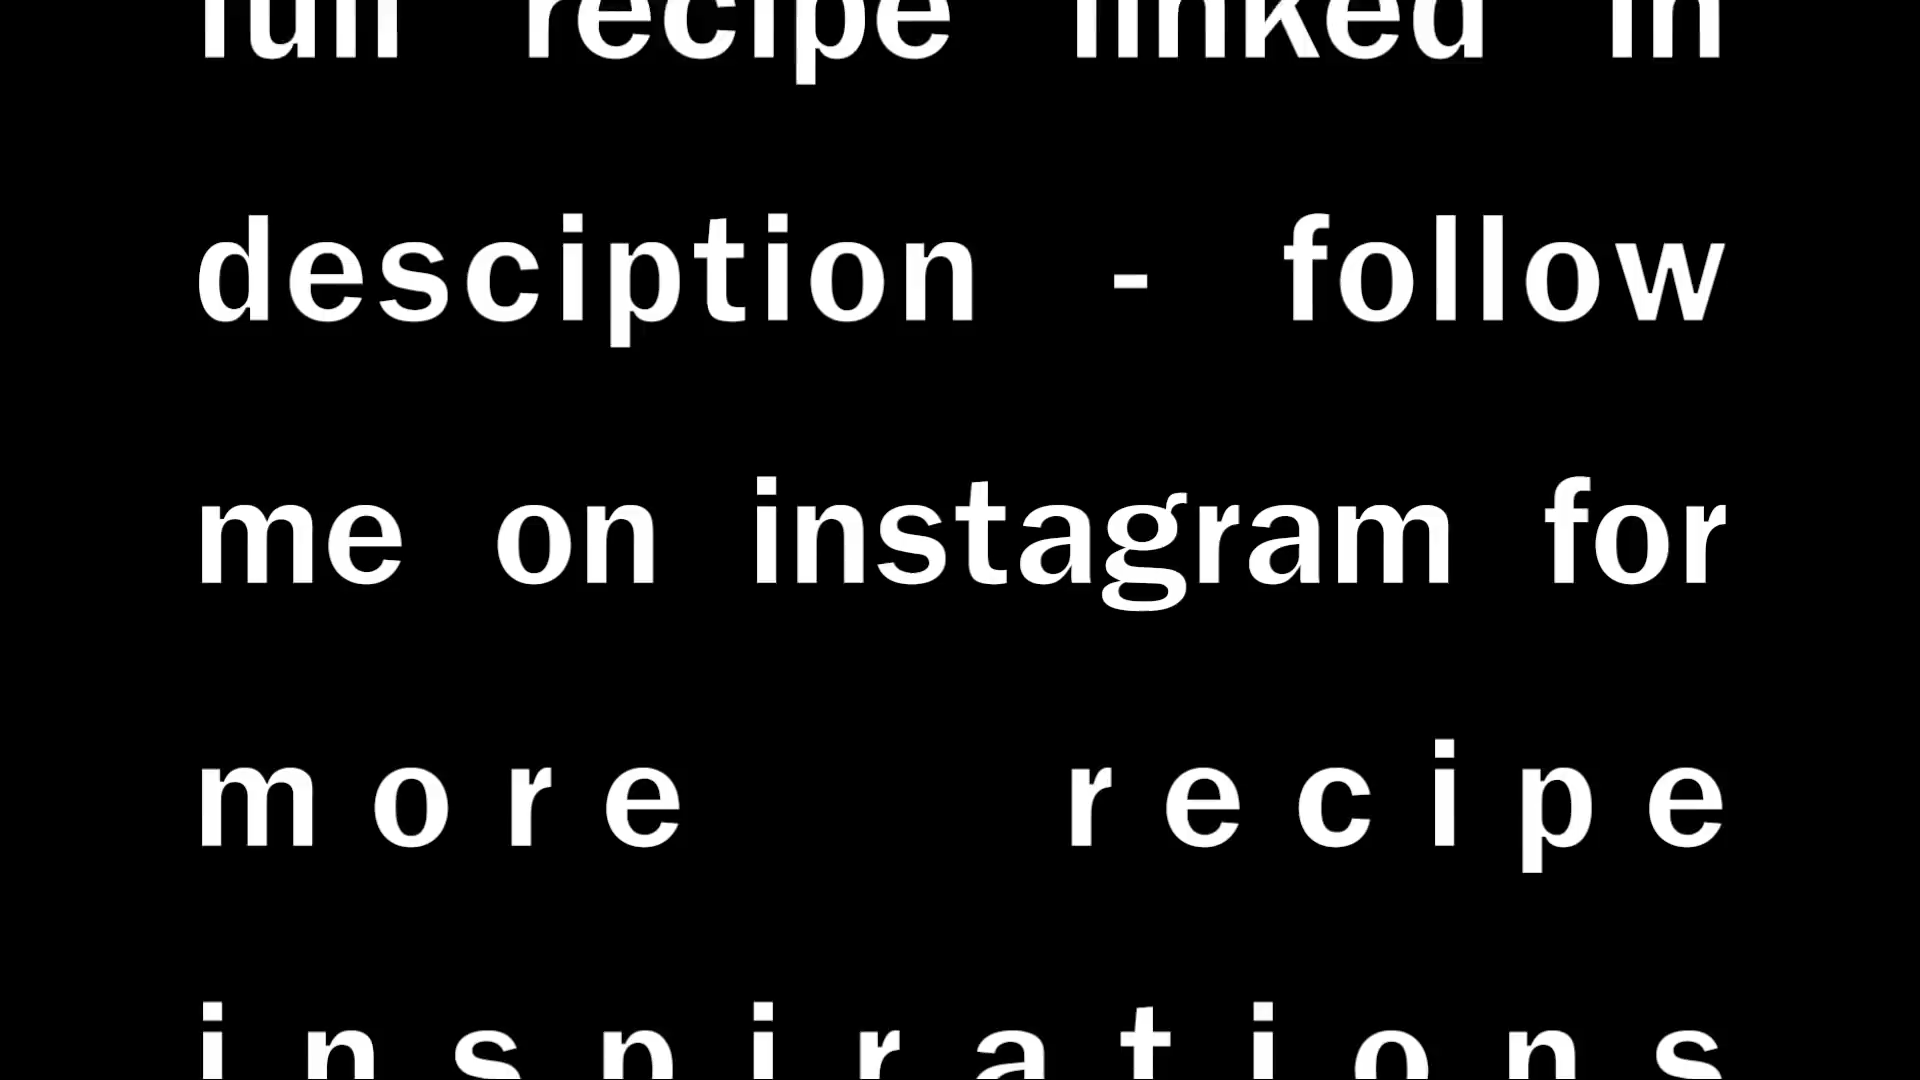 full recipe linked in
desciption - follow
me on instagram for
more recipe
inspirations